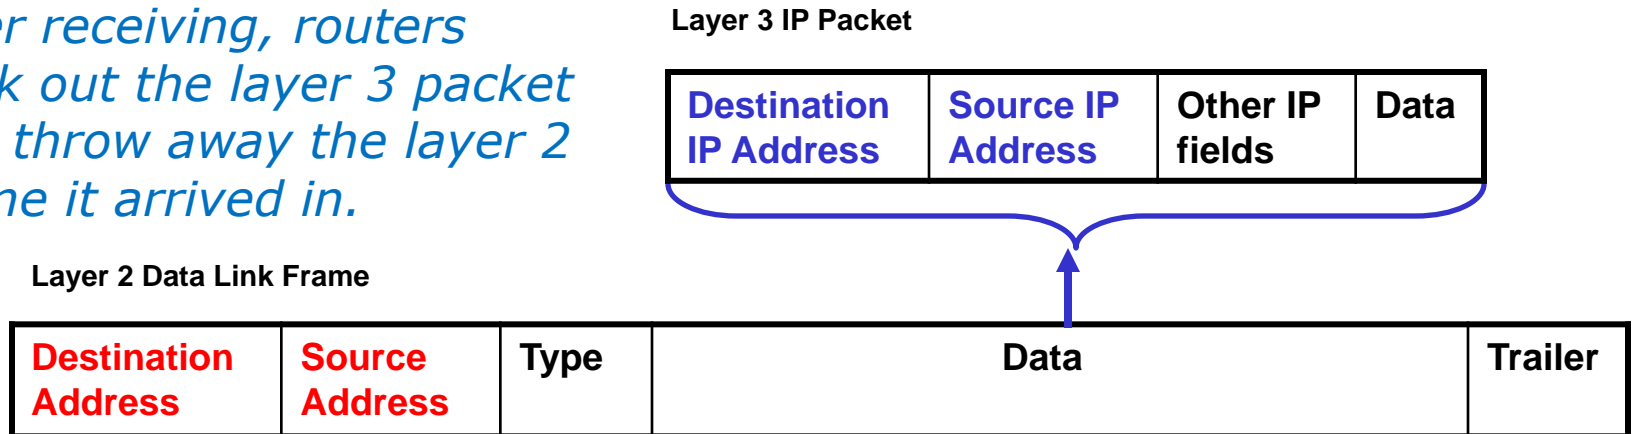 er receiving, routers
k out the layer 3 packet
throw away the layer 2
ne it arrived in.
Layer 3 IP Packet
Destination IP Address Source IP Address Other IP fields Data
Layer 2 Data Link Frame
Destination Address Source Address Type Data Trailer